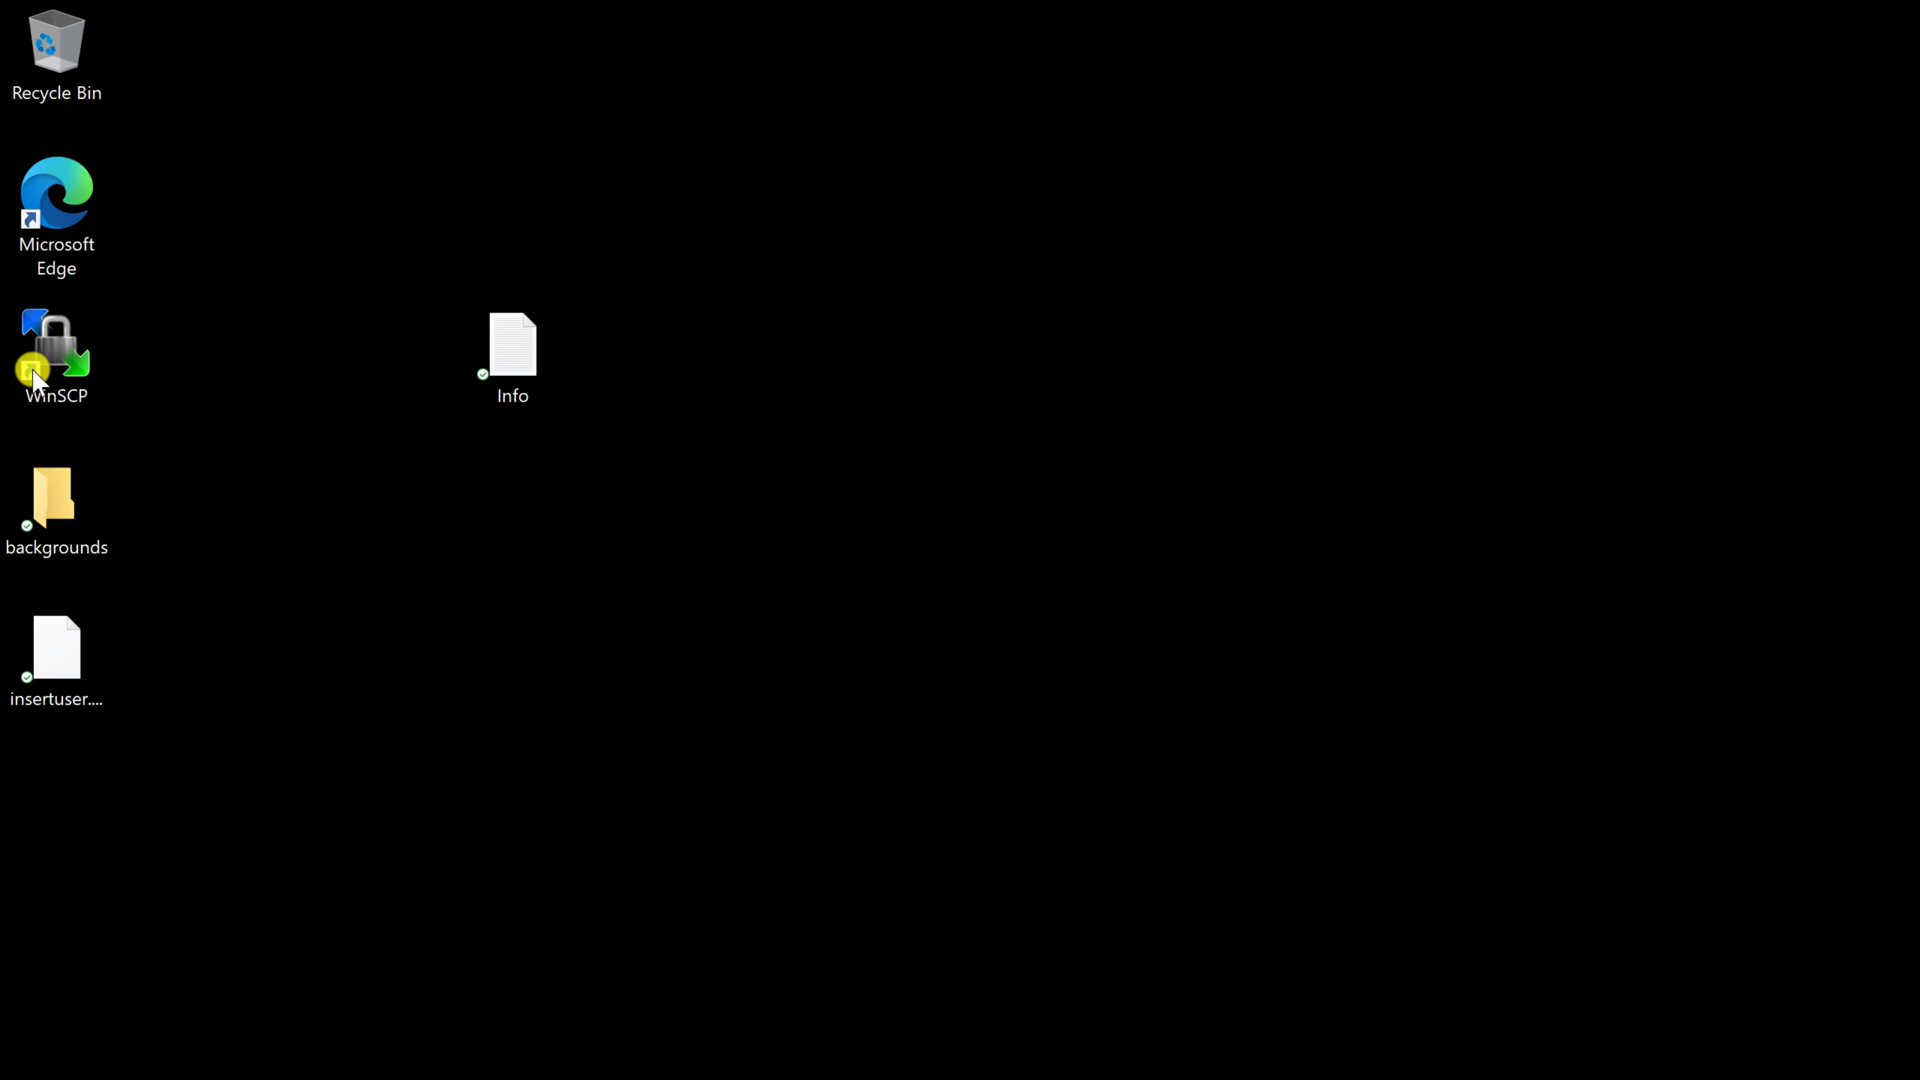 Recycle Bin
Microsoft
Edge
WinSCP
Info
backgrounds
insertuser....